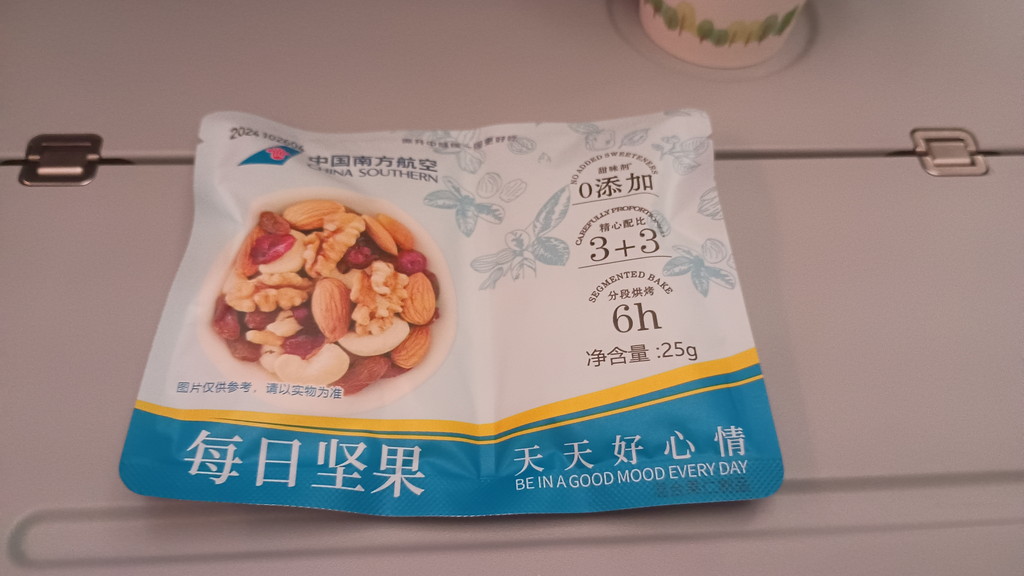 中国南方航空
CHINA SOUTHERN
NO ADDED SWEETENERS
甜味剂
0添加
CAREFULLY PROPORTIONED
精心配比
3+3
SEGMENTED BAKE
分段烘烤
6h
净含量:25g
图片仅供参考，请以实物为准
每日坚果
天天好心情
BE IN A GOOD MOOD EVERY DAY